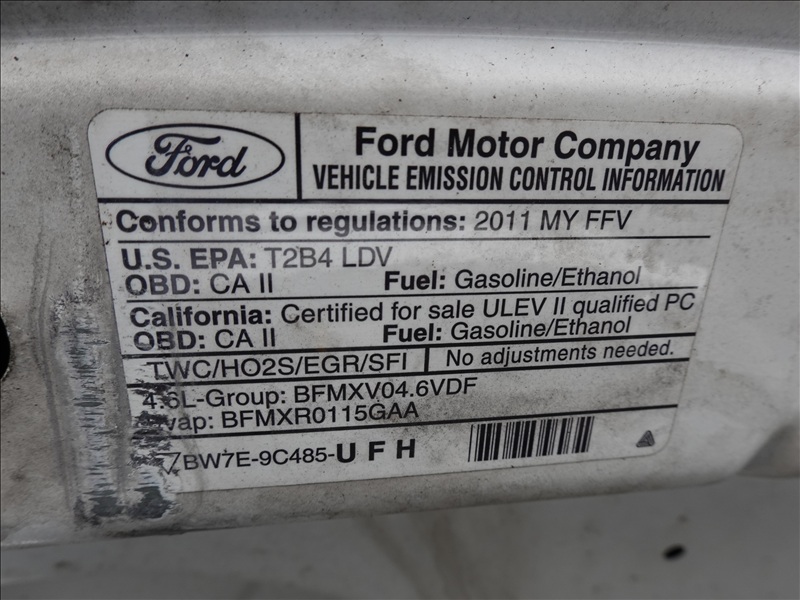 Ford
Ford Motor Company
VEHICLE EMISSION CONTROL INFORMATION
Conforms to regulations: 2011 MY FFV
U.S. EPA: T2B4 LDV
OBD: CA II Fuel: Gasoline/Ethanol
California: Certified for sale ULEV II qualified PC
OBD: CA II Fuel: Gasoline/Ethanol
TWC/HO2S/EGR/SFI No adjustments needed.
4.6L-Group: BFMXV04.6VDF
Evap: BFMXR0115GAA
BW7E-9C485-UFH